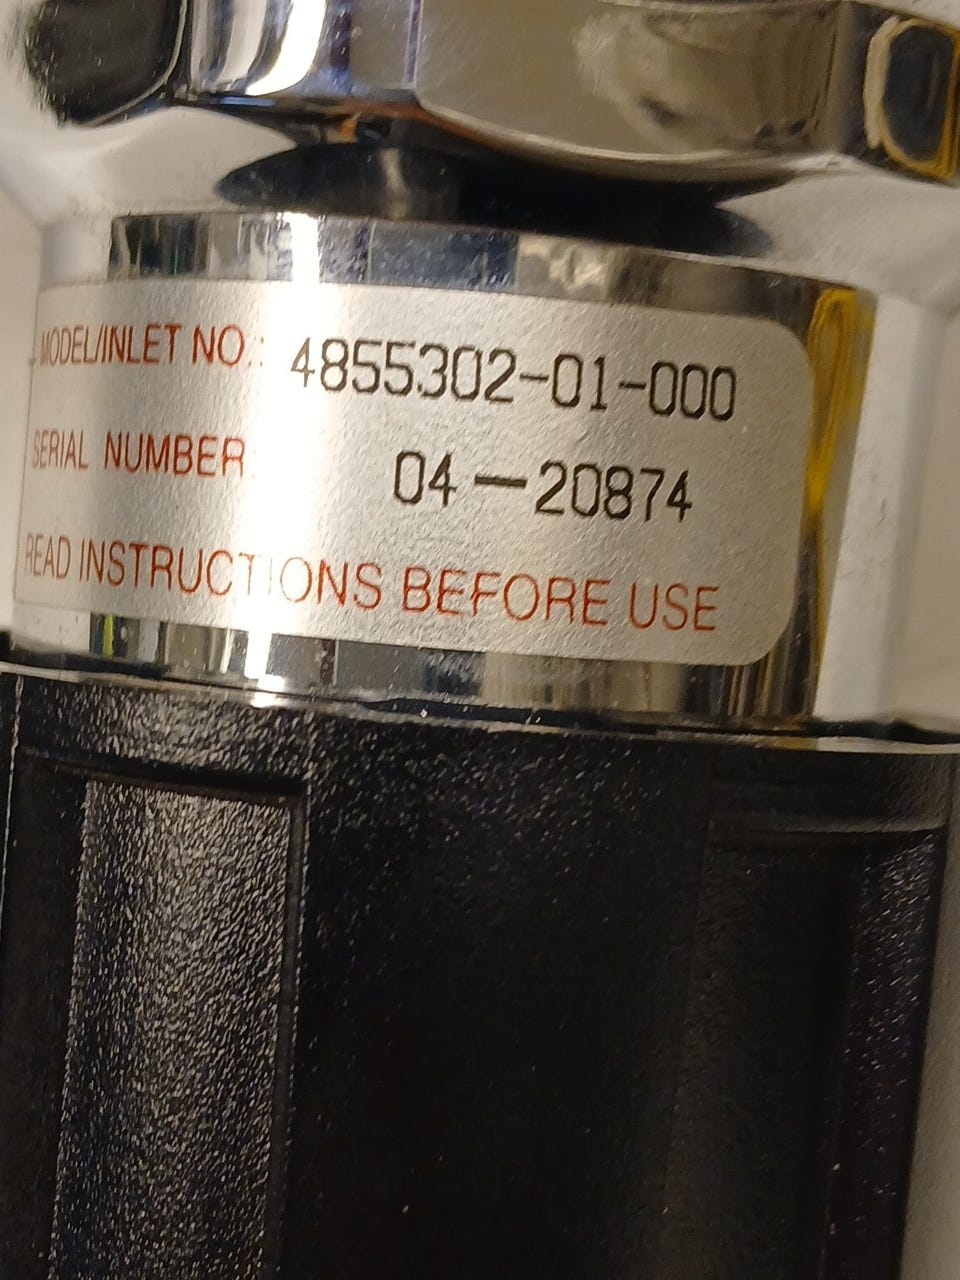 MODEL/INLET NO.: 4855302-01-000
SERIAL NUMBER 04-20874
READ INSTRUCTIONS BEFORE USE